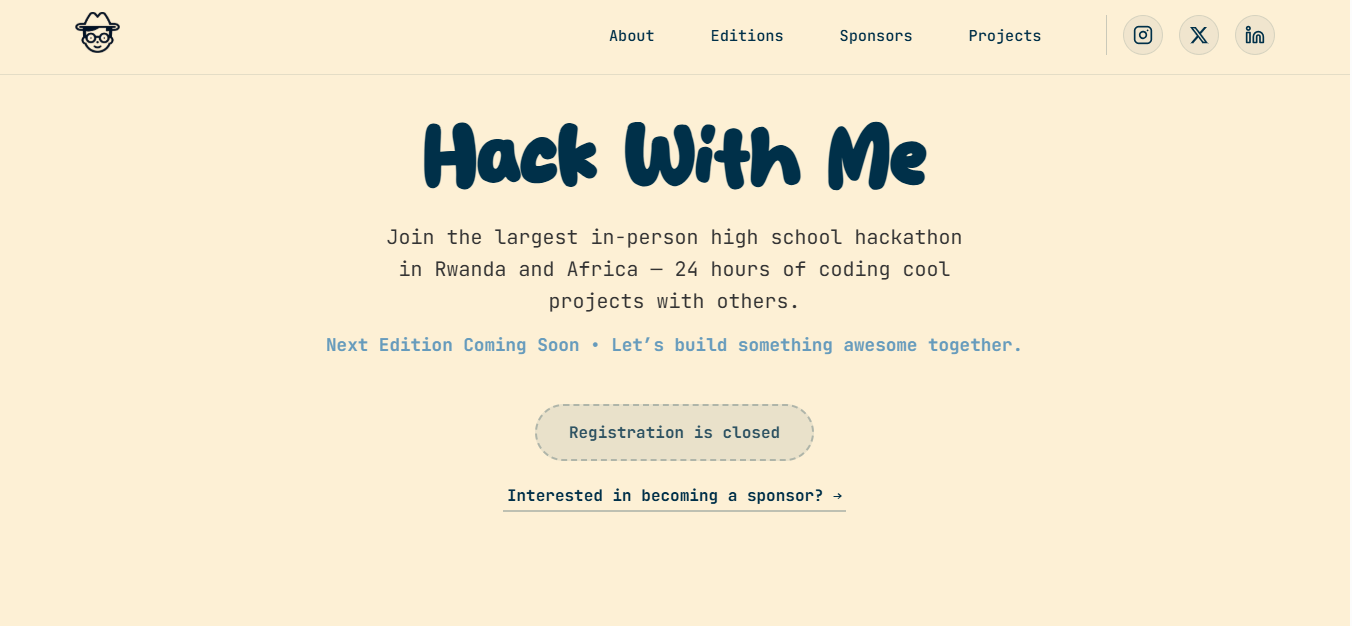 About Editions Sponsors Projects
Hack With Me
Join the largest in-person high school hackathon
in Rwanda and Africa — 24 hours of coding cool
projects with others.
Next Edition Coming Soon • Let’s build something awesome together.
Registration is closed
Interested in becoming a sponsor? →